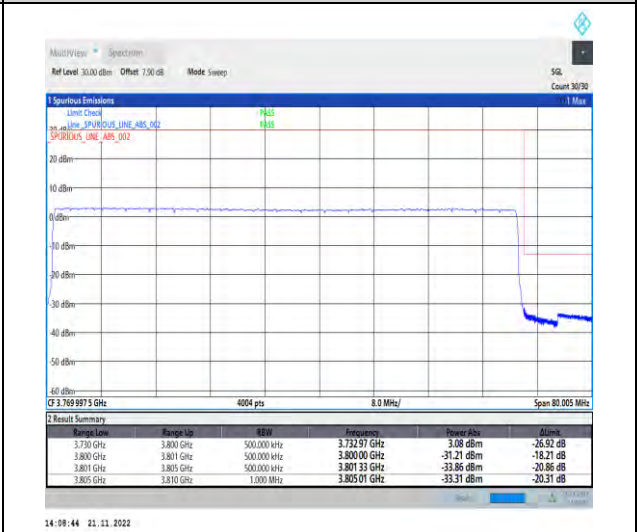 MultiView Spectrum
Ref Level 30.00 dBm Offset 7.90 dB Mode Sweep SGL
Count 30/30
1 Spurious Emissions 1 Max
Limit Check PASS
Line _SPURIOUS_LINE_ABS_002 PASS
_SPURIOUS_LINE_ABS_002
20 dBm
10 dBm
0 dBm
-10 dBm
-20 dBm
-30 dBm
-40 dBm
-50 dBm
-60 dBm
CF 3.769 997 5 GHz 4004 pts 8.0 MHz/ Span 80.005 MHz
2 Result Summary
Range Low Range Up RBW Frequency Power Abs ΔLimit
3.730 GHz 3.800 GHz 500.000 kHz 3.732 97 GHz 3.08 dBm -26.92 dB
3.800 GHz 3.801 GHz 500.000 kHz 3.800 00 GHz -31.21 dBm -18.21 dB
3.801 GHz 3.805 GHz 500.000 kHz 3.801 33 GHz -33.86 dBm -20.86 dB
3.805 GHz 3.810 GHz 1.000 MHz 3.805 01 GHz -33.31 dBm -20.31 dB
14:08:44 21.11.2022